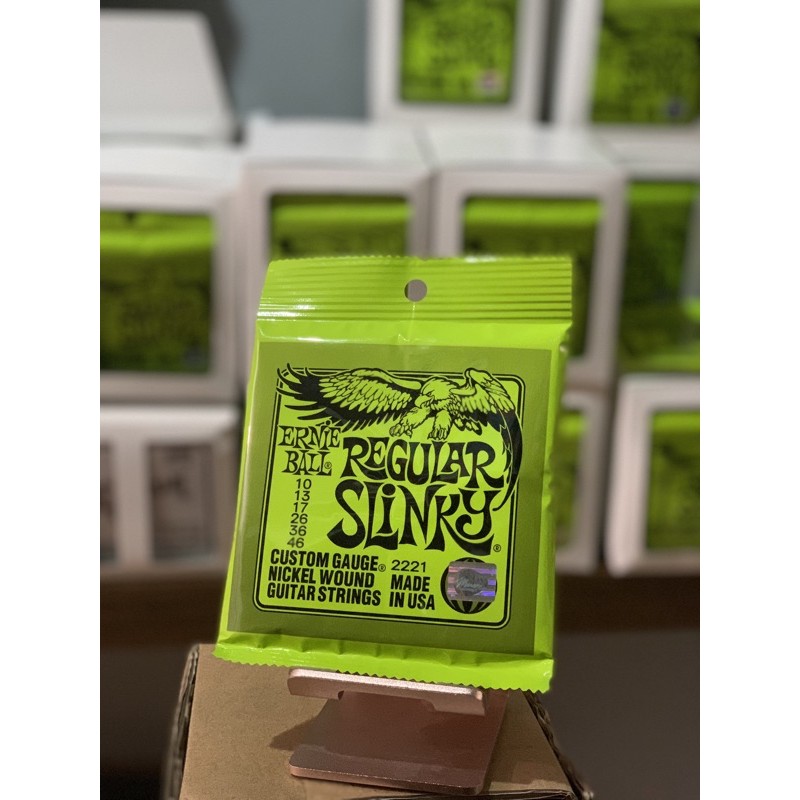 ERNIE
BALL®
REGULAR
SLINKY®
10
13
17
26
36
46
CUSTOM GAUGE® 2221
NICKEL WOUND MADE
GUITAR STRINGS IN USA